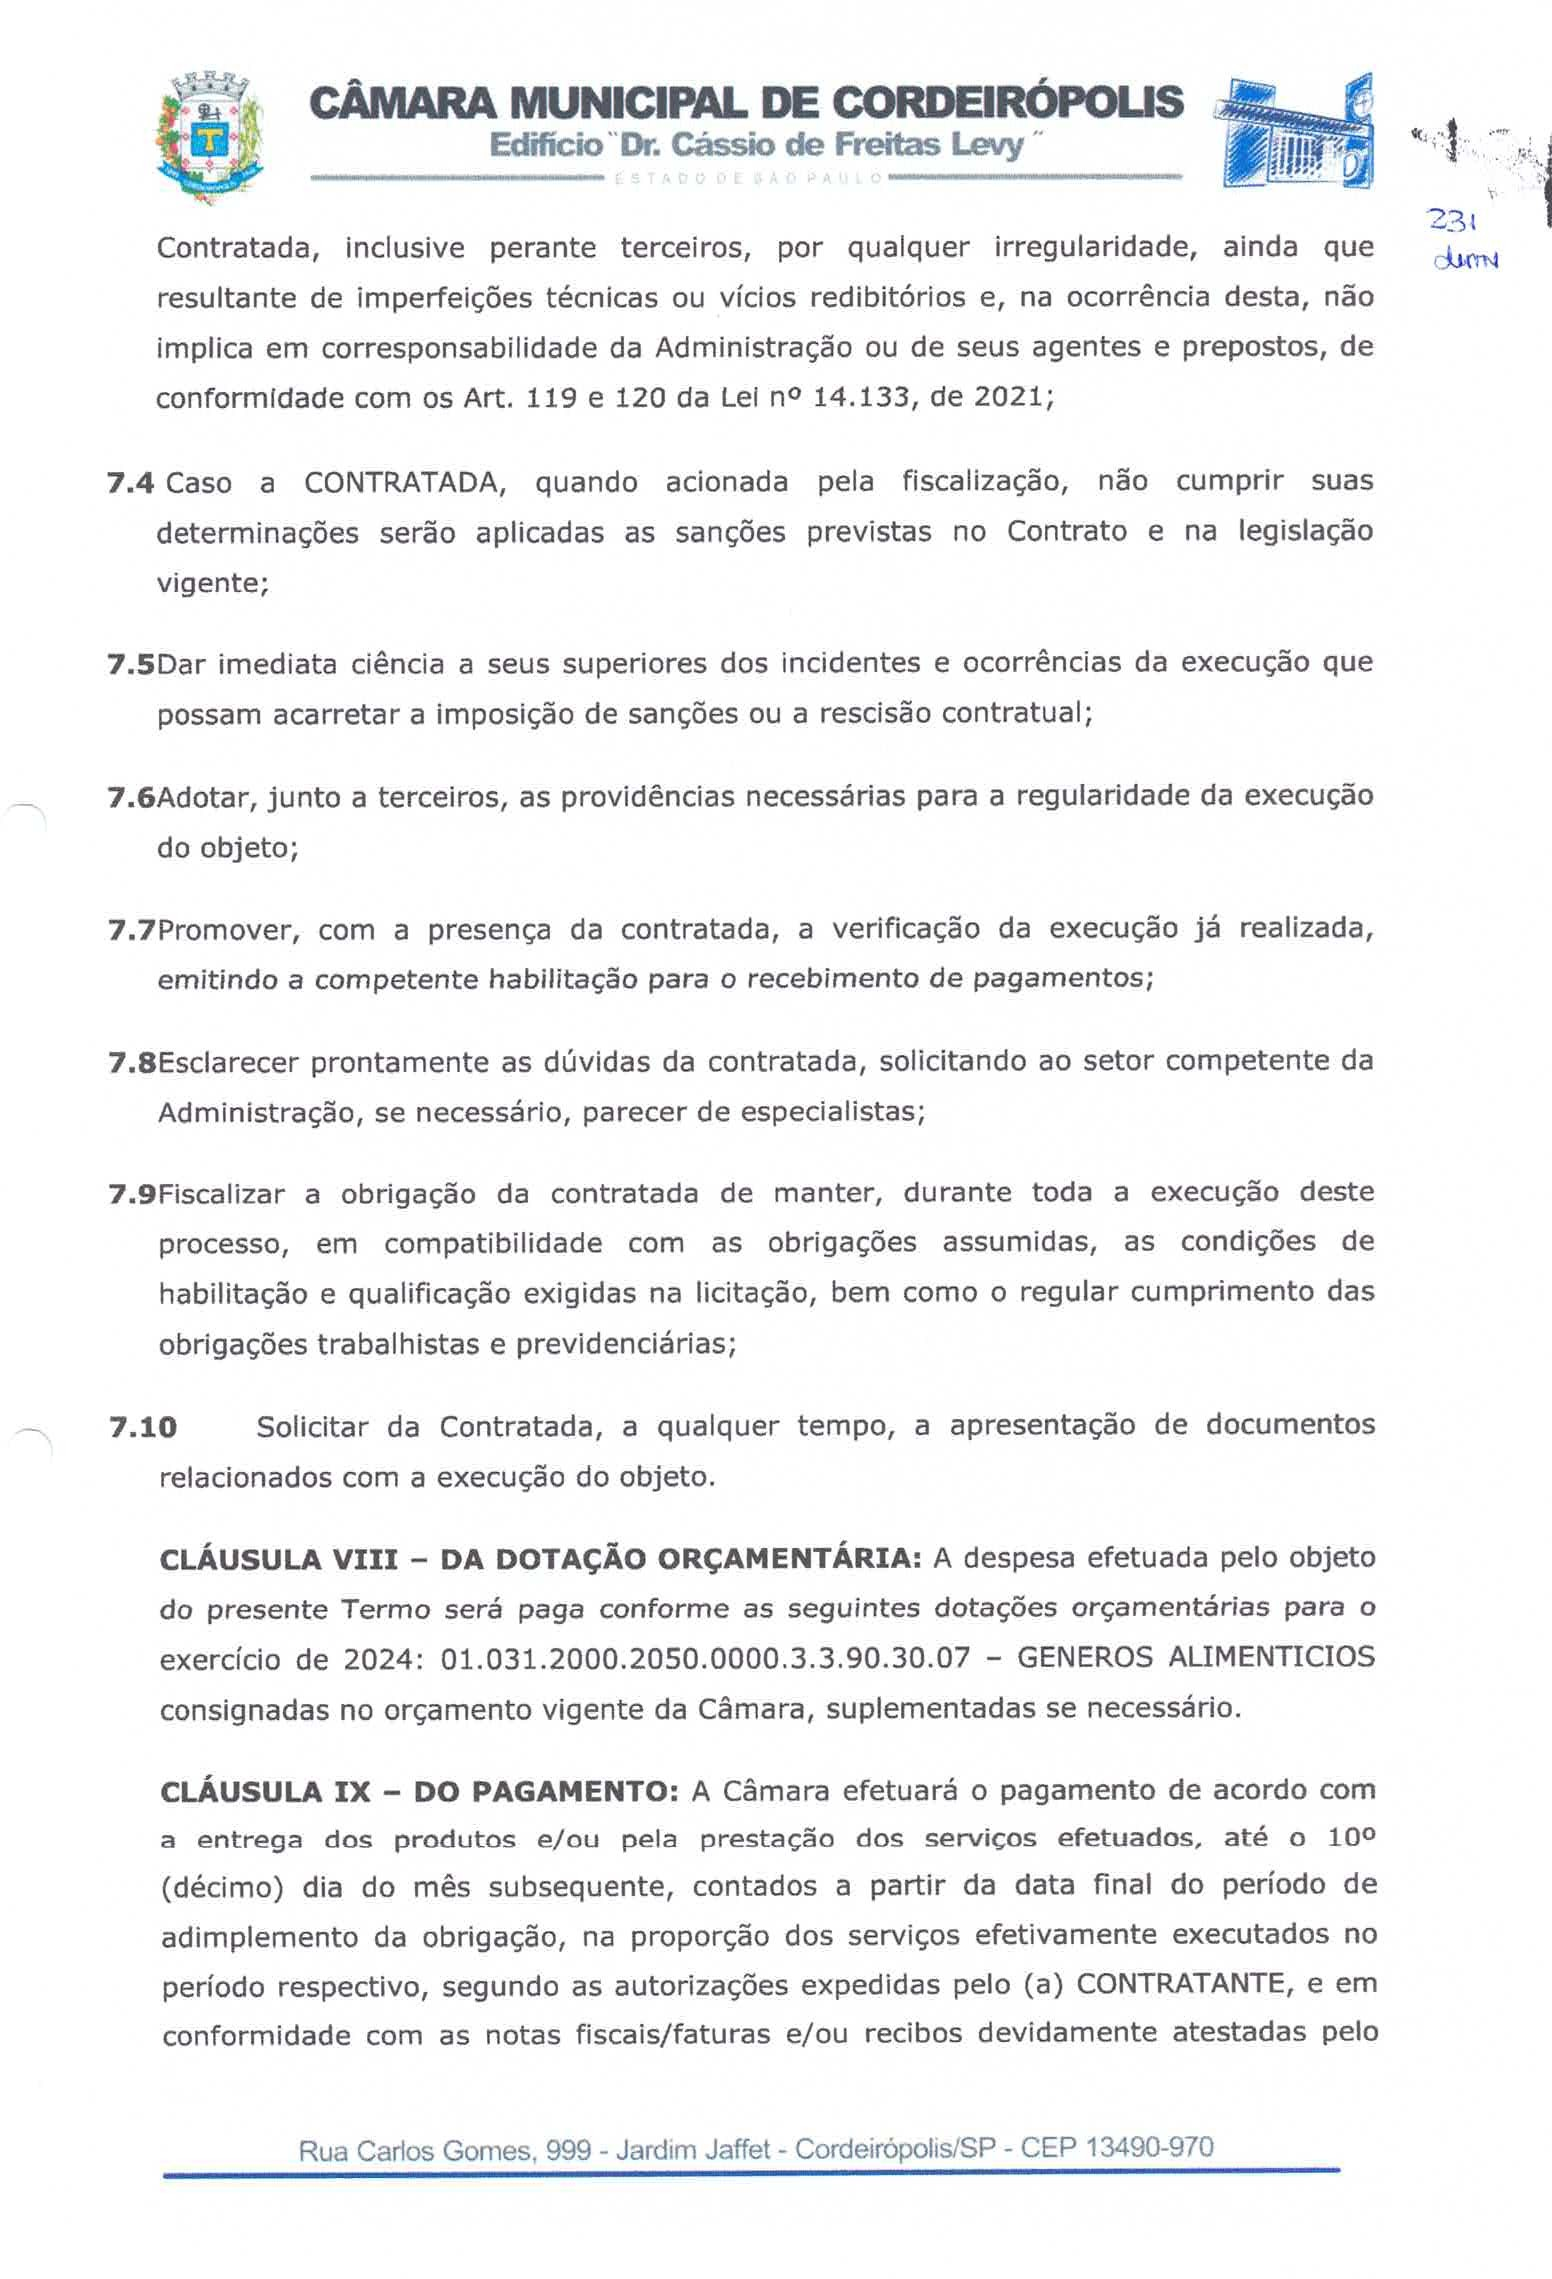 CÂMARA MUNICIPAL DE CORDEIRÓPOLIS
Edifício "Dr. Cássio de Freitas Levy"
ESTADO DE SÃO PAULO
231
Contratada, inclusive perante terceiros, por qualquer irregularidade, ainda que
resultante de imperfeições técnicas ou vícios redibitórios e, na ocorrência desta, não
implica em corresponsabilidade da Administração ou de seus agentes e prepostos, de
conformidade com os Art. 119 e 120 da Lei nº 14.133, de 2021;
7.4 Caso a CONTRATADA, quando acionada pela fiscalização, não cumprir suas
determinações serão aplicadas as sanções previstas no Contrato e na legislação
vigente;
7.5Dar imediata ciência a seus superiores dos incidentes e ocorrências da execução que
possam acarretar a imposição de sanções ou a rescisão contratual;
7.6Adotar, junto a terceiros, as providências necessárias para a regularidade da execução
do objeto;
7.7Promover, com a presença da contratada, a verificação da execução já realizada,
emitindo a competente habilitação para o recebimento de pagamentos;
7.8Esclarecer prontamente as dúvidas da contratada, solicitando ao setor competente da
Administração, se necessário, parecer de especialistas;
7.9Fiscalizar a obrigação da contratada de manter, durante toda a execução deste
processo, em compatibilidade com as obrigações assumidas, as condições de
habilitação e qualificação exigidas na licitação, bem como o regular cumprimento das
obrigações trabalhistas e previdenciárias;
7.10 Solicitar da Contratada, a qualquer tempo, a apresentação de documentos
relacionados com a execução do objeto.
CLÁUSULA VIII – DA DOTAÇÃO ORÇAMENTÁRIA: A despesa efetuada pelo objeto
do presente Termo será paga conforme as seguintes dotações orçamentárias para o
exercício de 2024: 01.031.2000.2050.0000.3.3.90.30.07 – GENEROS ALIMENTICIOS
consignadas no orçamento vigente da Câmara, suplementadas se necessário.
CLÁUSULA IX – DO PAGAMENTO: A Câmara efetuará o pagamento de acordo com
a entrega dos produtos e/ou pela prestação dos serviços efetuados, até o 10º
(décimo) dia do mês subsequente, contados a partir da data final do período de
adimplemento da obrigação, na proporção dos serviços efetivamente executados no
período respectivo, segundo as autorizações expedidas pelo (a) CONTRATANTE, e em
conformidade com as notas fiscais/faturas e/ou recibos devidamente atestadas pelo
Rua Carlos Gomes, 999 - Jardim Jaffet - Cordeirópolis/SP - CEP 13490-970